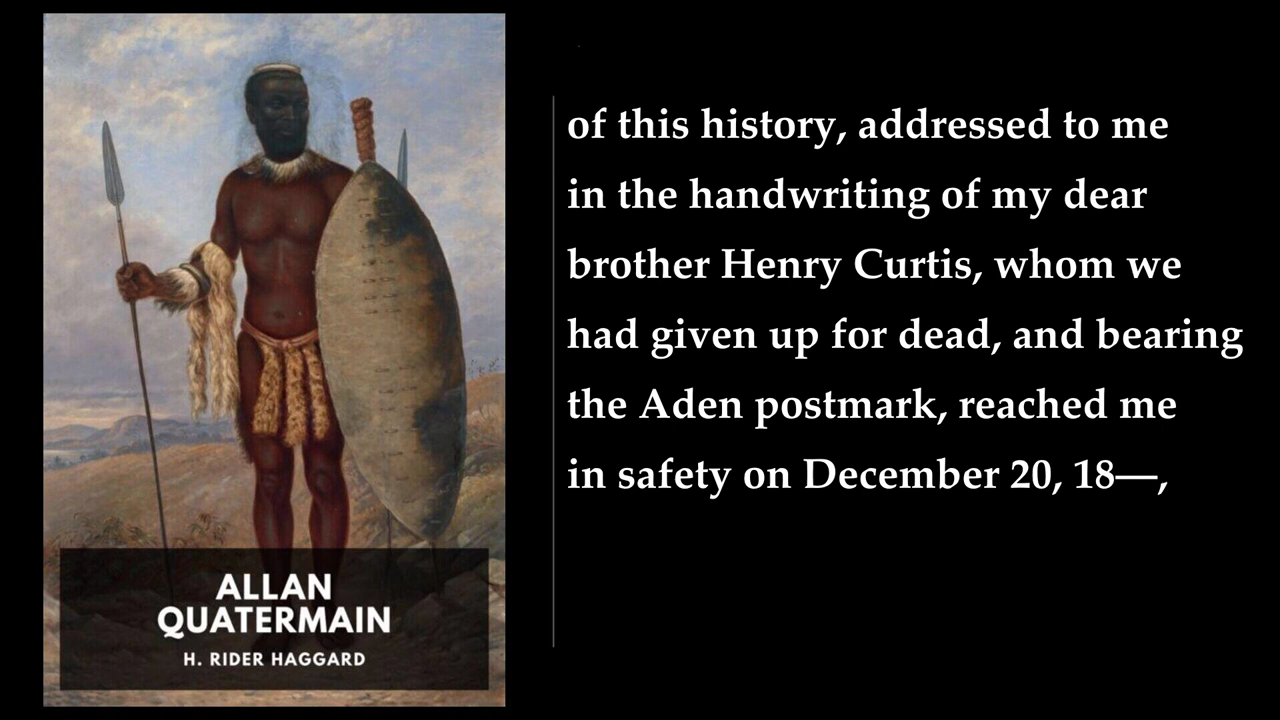 ALLAN
QUATERMAIN
H. RIDER HAGGARD
of this history, addressed to me
in the handwriting of my dear
brother Henry Curtis, whom we
had given up for dead, and bearing
the Aden postmark, reached me
in safety on December 20, 18—,